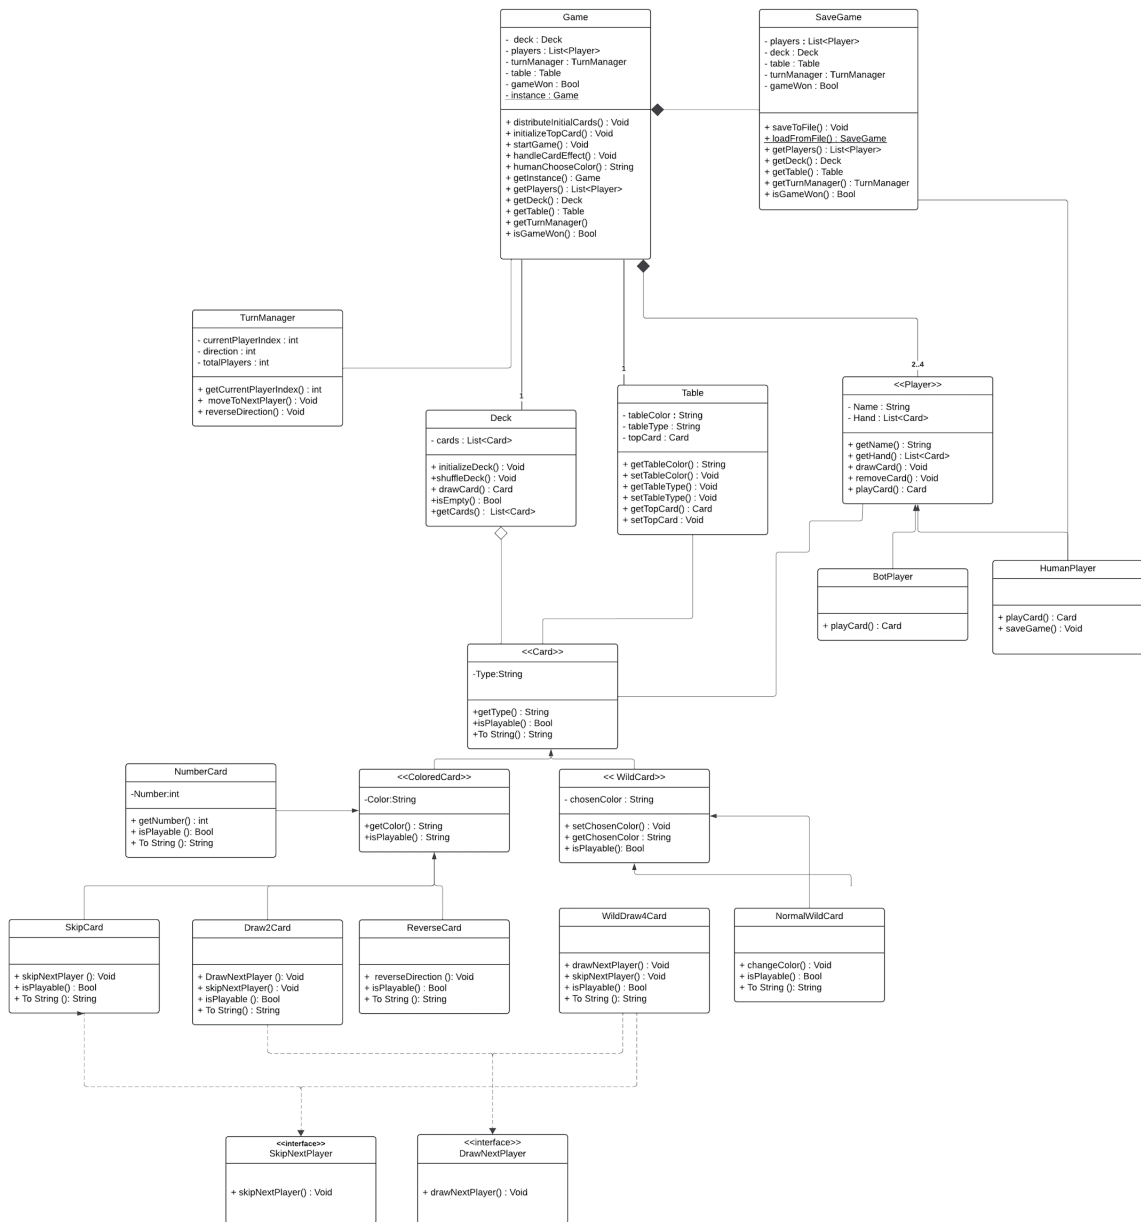 Game
- deck : Deck
- players : List<Player>
- turnManager : TurnManager
- table : Table
- gameWon : Bool
- instance : Game
+ distributeInitialCards() : Void
+ initializeTopCard() : Void
+ startGame() : Void
+ handleCardEffect() : Void
+ humanChooseColor() : String
+ getInstance() : Game
+ getPlayers() : List<Player>
+ getDeck() : Deck
+ getTable() : Table
+ getTurnManager()
+ isGameWon() : Bool
SaveGame
- players : List<Player>
- deck : Deck
- table : Table
- turnManager : TurnManager
- gameWon : Bool
+ saveToFile() : Void
+ loadFromFile() : SaveGame
+ getPlayers() : List<Player>
+ getDeck() : Deck
+ getTable() : Table
+ getTurnManager() : TurnManager
+ isGameWon() : Bool
TurnManager
- currentPlayerIndex : int
- direction : int
- totalPlayers : int
+ getCurrentPlayerIndex() : int
+ moveToNextPlayer() : Void
+ reverseDirection() : Void
1
Deck
- cards : List<Card>
+ initializeDeck() : Void
+shuffleDeck() : Void
+ drawCard() : Card
+isEmpty() : Bool
+getCards() : List<Card>
1
Table
- tableColor : String
- tableType : String
- topCard : Card
+ getTableColor() : String
+ setTableColor() : Void
+ getTableType() : Void
+ setTableType() : Void
+ getTopCard() : Card
+ setTopCard : Void
2..4
<<Player>>
- Name : String
- Hand : List<Card>
+ getName() : String
+ getHand() : List<Card>
+ drawCard() : Void
+ removeCard() : Void
+ playCard() : Card
BotPlayer
+ playCard() : Card
HumanPlayer
+ playCard() : Card
+ saveGame() : Void
<<Card>>
-Type:String
+getType() : String
+isPlayable() : Bool
+To String() : String
NumberCard
-Number:int
+ getNumber() : int
+ isPlayable (): Bool
+ To String (): String
<<ColoredCard>>
-Color:String
+getColor() : String
+isPlayable() : String
<< WildCard>>
- chosenColor : String
+ setChosenColor() : Void
+ getChosenColor : String
+ isPlayable(): Bool
SkipCard
+ skipNextPlayer (): Void
+ isPlayable() : Bool
+ To String (): String
Draw2Card
+ DrawNextPlayer (): Void
+ skipNextPlayer() : Void
+ isPlayable () : Bool
+ To String() : String
ReverseCard
+ reverseDirection (): Void
+ isPlayable() : Bool
+ To String (): String
WildDraw4Card
+ drawNextPlayer() : Void
+ skipNextPlayer() : Void
+ isPlayable() : Bool
+ To String (): String
NormalWildCard
+ changeColor() : Void
+ isPlayable() : Bool
+ To String (): String
<<interface>>
SkipNextPlayer
+ skipNextPlayer() : Void
<<interface>>
DrawNextPlayer
+ drawNextPlayer() : Void